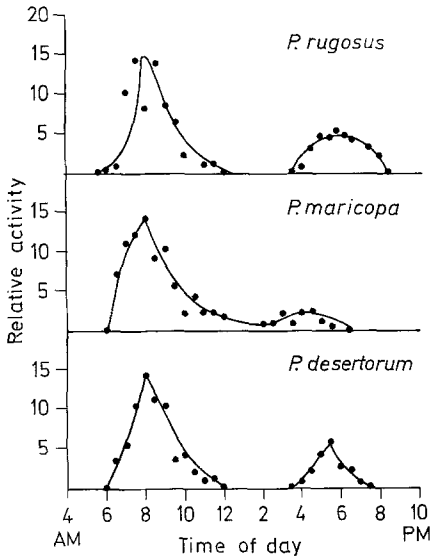 20
15
10
5
P. rugosus
Relative activity
15
10
5
P. maricopa
15
10
5
P. desertorum
4 6 8 10 12 2 4 6 8 10
AM Time of day PM